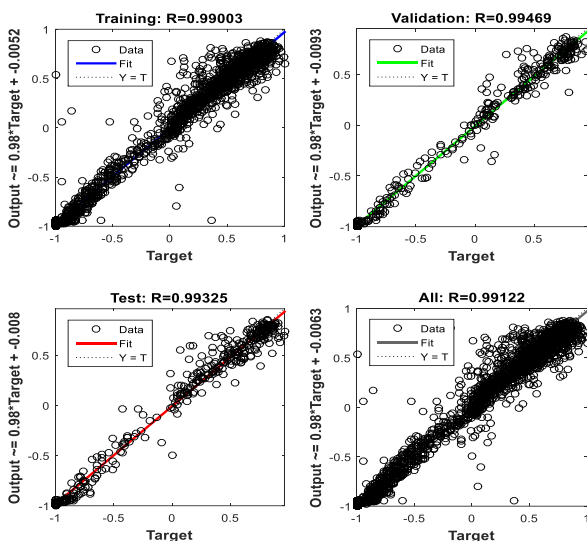 Training: R=0.99003
Output ~= 0.98*Target + -0.0052
Data
Fit
Y = T
0.5
0
-0.5
-1
-1
-0.5
0
0.5
1
Target
Validation: R=0.99469
Output ~= 0.98*Target + -0.0093
Data
Fit
Y = T
0.5
0
-0.5
-1
-1
-0.5
0
0.5
Target
Test: R=0.99325
Output ~= 0.98*Target + -0.008
Data
Fit
Y = T
0.5
0
-0.5
-1
-1
-0.5
0
0.5
Target
All: R=0.99122
Output ~= 0.98*Target + -0.0063
Data
Fit
Y = T
0.5
0
-0.5
-1
-1
-0.5
0
0.5
1
Target